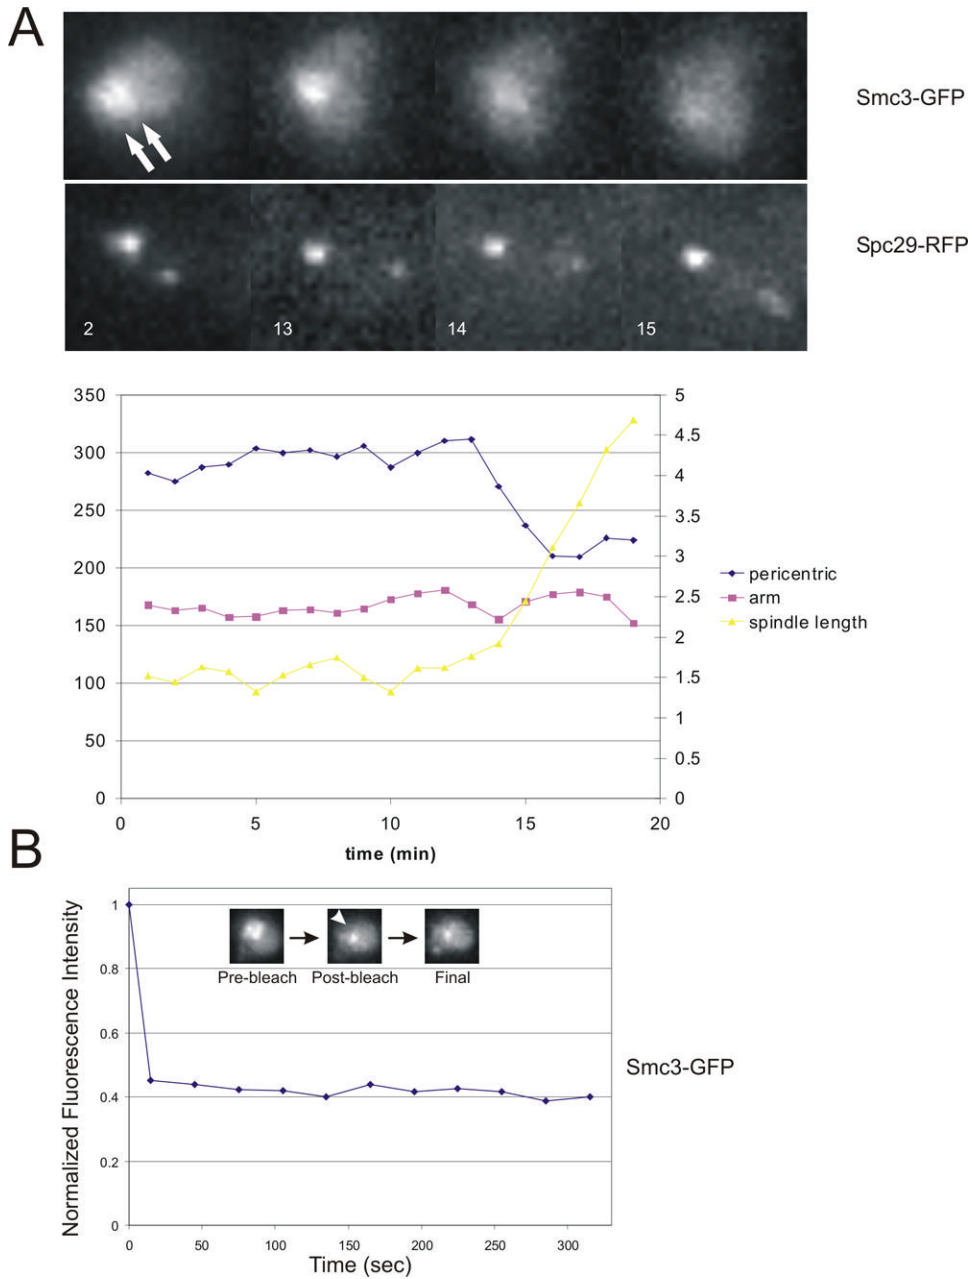 A
Smc3-GFP
Spc29-RFP
2 13 14 15
350 5
300 4.5
250 4
200 3.5
150 3
100 2.5
50 2
0 1.5
1
0.5
0
pericentric
arm
spindle length
0 5 10 15 20
time (min)
B
Normalized Fluorescence Intensity
1
0.8
0.6
0.4
0.2
0
Pre-bleach Post-bleach Final
Smc3-GFP
0 50 100 150 200 250 300
Time (sec)